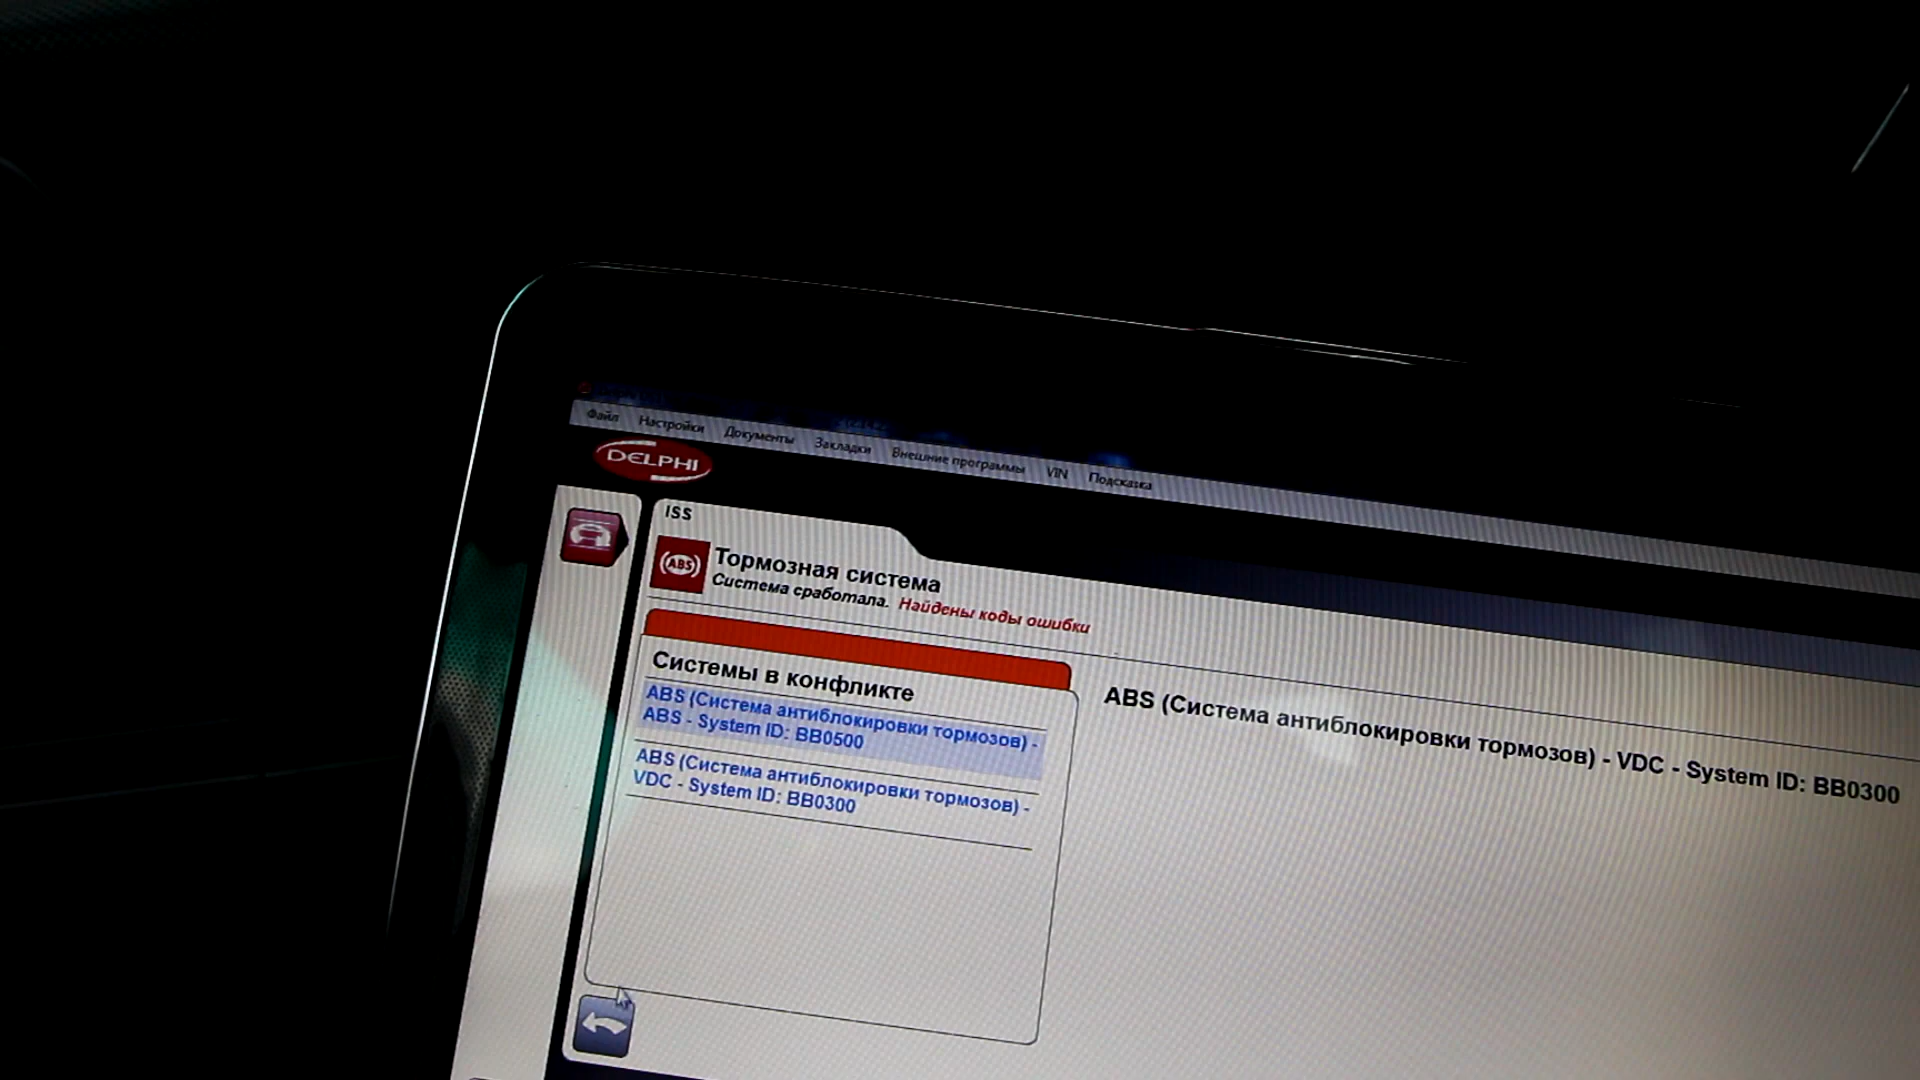 Файл Настройки Документы Закладки Внешние программы VIN Подсказка
DELPHI
ISS
ABS
Тормозная система
Система сработала. Найдены коды ошибки
Системы в конфликте
ABS (Система антиблокировки тормозов) -
ABS - System ID: BB0500
ABS (Система антиблокировки тормозов) -
VDC - System ID: BB0300
ABS (Система антиблокировки тормозов) - VDC - System ID: BB0300